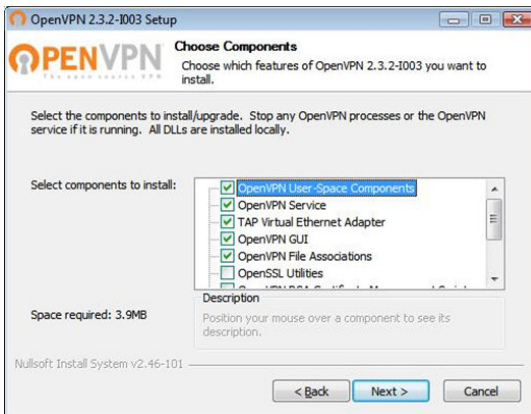 OpenVPN 2.3.2-I003 Setup
OPENVPN
The open source VPN
Choose Components
Choose which features of OpenVPN 2.3.2-I003 you want to
install.
Select the components to install/upgrade. Stop any OpenVPN processes or the OpenVPN
service if it is running. All DLLs are installed locally.
Select components to install:
OpenVPN User-Space Components
OpenVPN Service
TAP Virtual Ethernet Adapter
OpenVPN GUI
OpenVPN File Associations
OpenSSL Utilities
Space required: 3.9MB
Description
Position your mouse over a component to see its
description.
Nullsoft Install System v2.46-101
< Back
Next >
Cancel